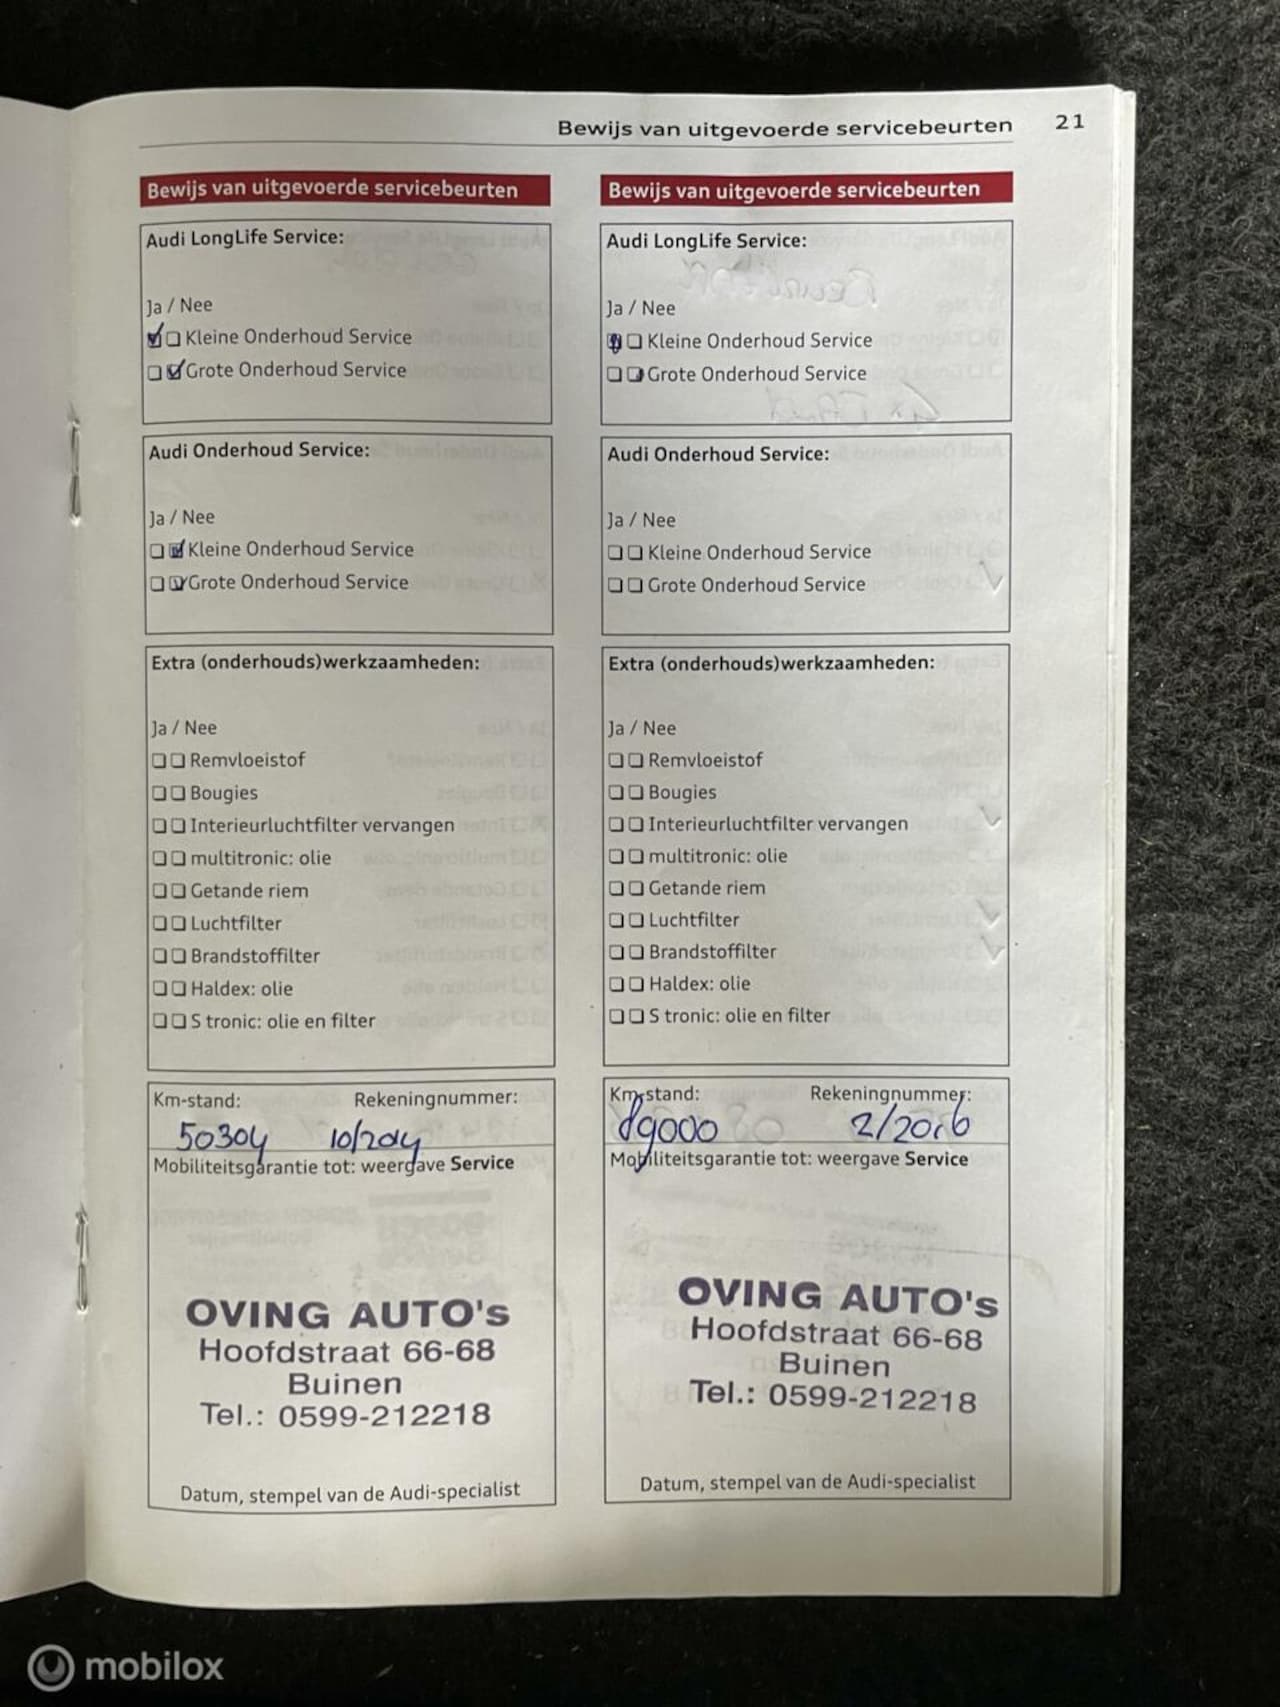 Bewijs van uitgevoerde servicebeurten 21
Bewijs van uitgevoerde servicebeurten
Audi LongLife Service:
Ja / Nee
Kleine Onderhoud Service
Grote Onderhoud Service
Audi Onderhoud Service:
Ja / Nee
Kleine Onderhoud Service
Grote Onderhoud Service
Extra (onderhouds)werkzaamheden:
Ja / Nee
Remvloeistof
Bougies
Interieurluchtfilter vervangen
multitronic: olie
Getande riem
Luchtfilter
Brandstoffilter
Haldex: olie
S tronic: olie en filter
Km-stand: Rekeningnummer:
50304 10/2014
Mobiliteitsgarantie tot: weergave Service
OVING AUTO's
Hoofdstraat 66-68
Buinen
Tel.: 0599-212218
Datum, stempel van de Audi-specialist
Bewijs van uitgevoerde servicebeurten
Audi LongLife Service:
Ja / Nee
Kleine Onderhoud Service
Grote Onderhoud Service
Audi Onderhoud Service:
Ja / Nee
Kleine Onderhoud Service
Grote Onderhoud Service
Extra (onderhouds)werkzaamheden:
Ja / Nee
Remvloeistof
Bougies
Interieurluchtfilter vervangen
multitronic: olie
Getande riem
Luchtfilter
Brandstoffilter
Haldex: olie
S tronic: olie en filter
Km-stand: Rekeningnummer:
89000 2/2016
Mobiliteitsgarantie tot: weergave Service
OVING AUTO's
Hoofdstraat 66-68
Buinen
Tel.: 0599-212218
Datum, stempel van de Audi-specialist
mobilox